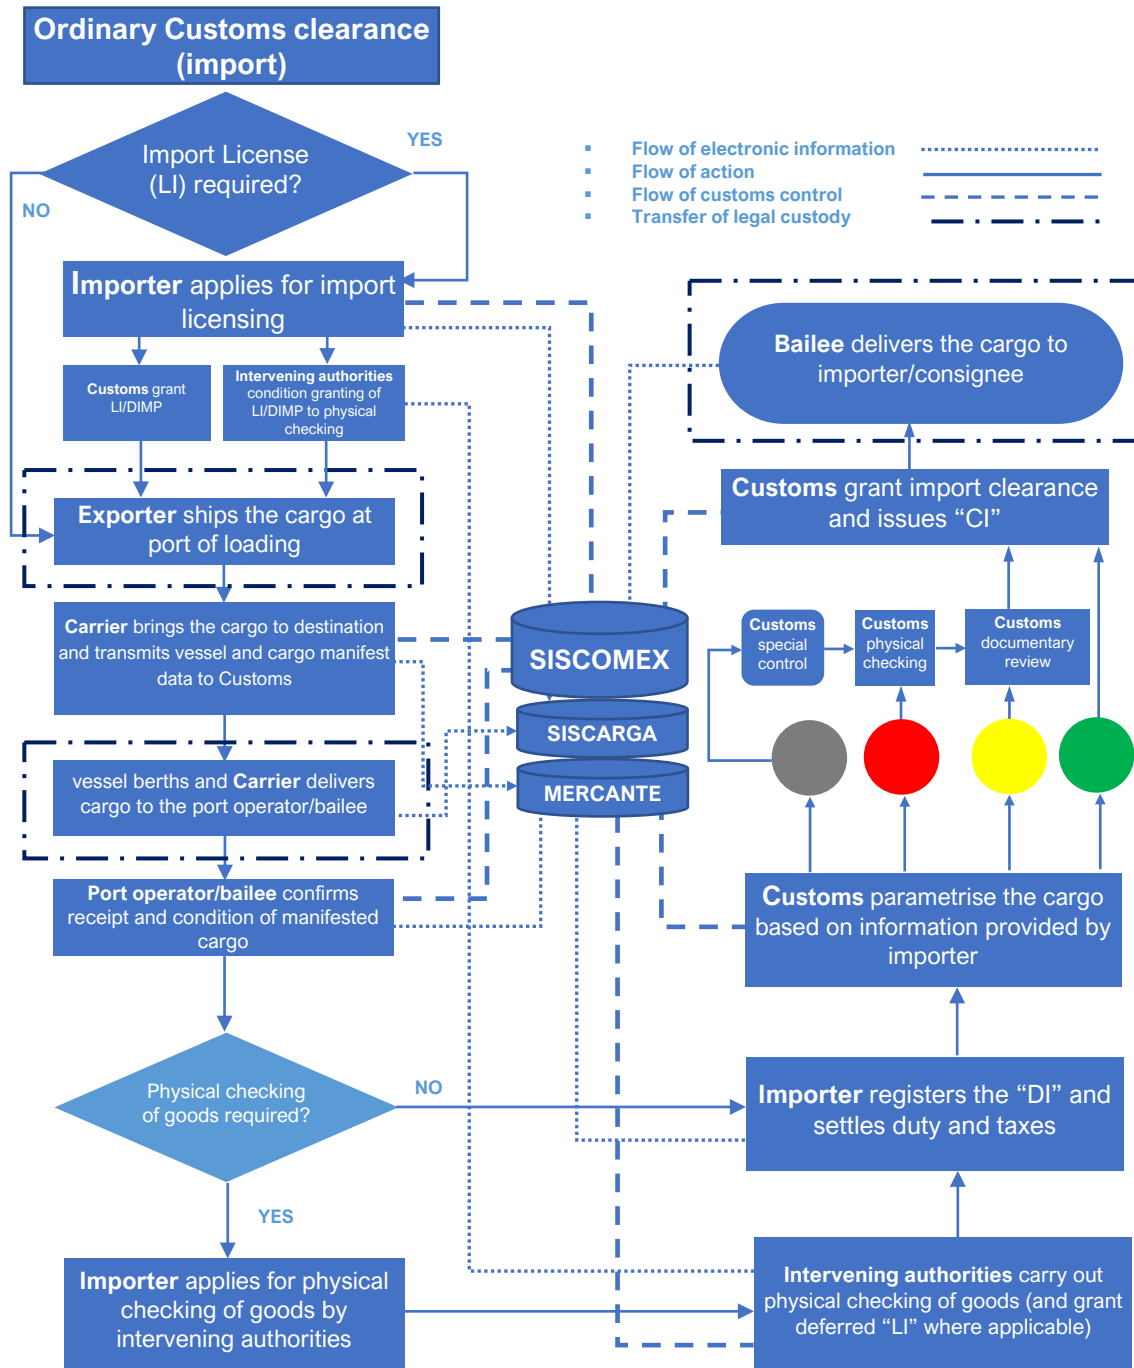 Ordinary Customs clearance
(import)
Import License
(LI) required?
YES
NO
▪ Flow of electronic information
▪ Flow of action
▪ Flow of customs control
▪ Transfer of legal custody
Importer applies for import
licensing
Customs grant
LI/DIMP
Intervening authorities
condition granting of
LI/DIMP to physical
checking
Exporter ships the cargo at
port of loading
Carrier brings the cargo to destination
and transmits vessel and cargo manifest
data to Customs
vessel berths and Carrier delivers
cargo to the port operator/bailee
Port operator/bailee confirms
receipt and condition of manifested
cargo
Physical checking
of goods required?
NO
YES
Importer applies for physical
checking of goods by
intervening authorities
SISCOMEX
SISCARGA
MERCANTE
Bailee delivers the cargo to
importer/consignee
Customs grant import clearance
and issues “CI”
Customs
special
control
Customs
physical
checking
Customs
documentary
review
Customs parametrise the cargo
based on information provided by
importer
Importer registers the “DI” and
settles duty and taxes
Intervening authorities carry out
physical checking of goods (and grant
deferred “LI” where applicable)